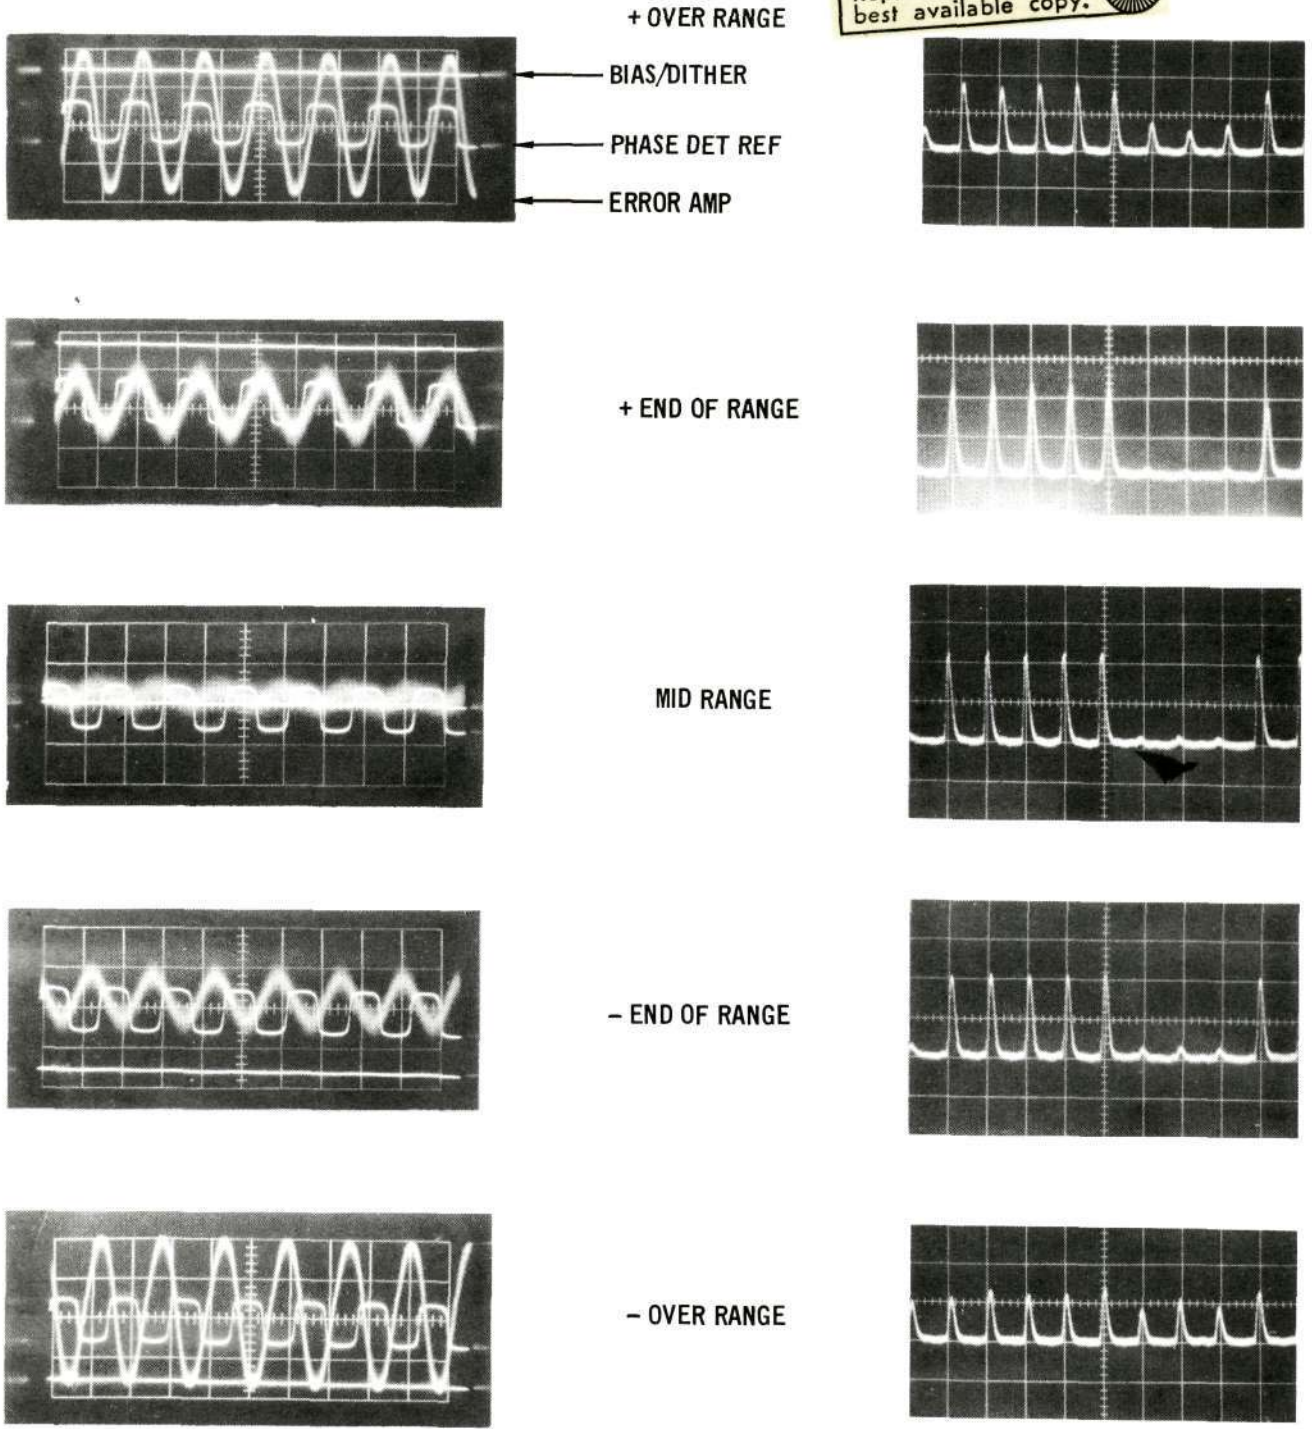 best available copy.
+ OVER RANGE
BIAS/DITHER
PHASE DET REF
ERROR AMP
+ END OF RANGE
MID RANGE
– END OF RANGE
– OVER RANGE